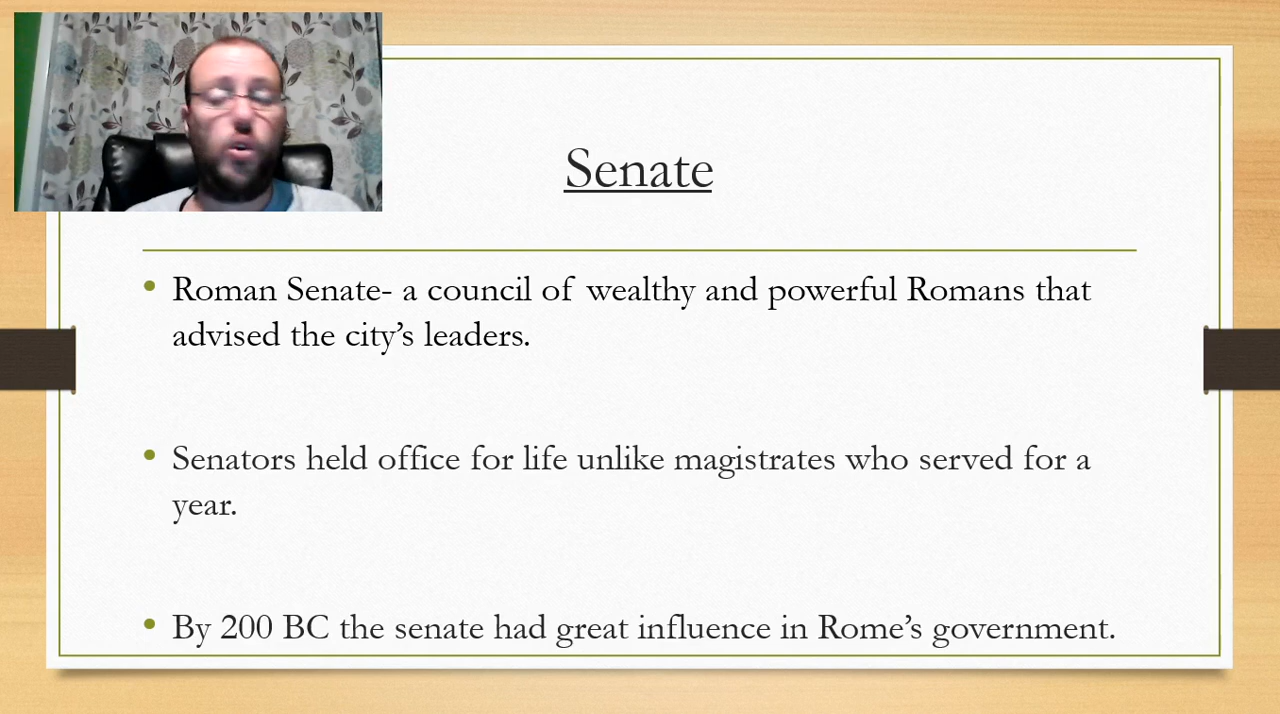 Senate
• Roman Senate- a council of wealthy and powerful Romans that
advised the city’s leaders.
• Senators held office for life unlike magistrates who served for a
year.
• By 200 BC the senate had great influence in Rome’s government.